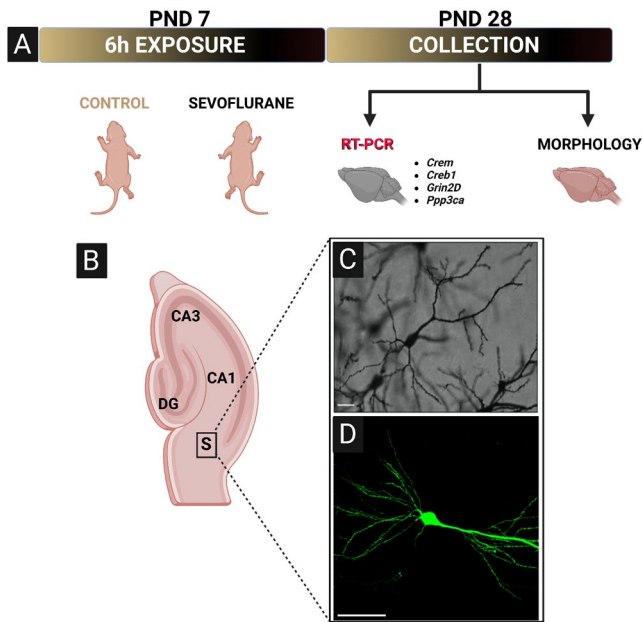 PND 7
PND 28
A
6h EXPOSURE
COLLECTION
CONTROL
SEVOFLURANE
RT-PCR
MORPHOLOGY
• Crem
• Creb1
• Grin2D
• Ppp3ca
B
C
CA3
CA1
DG
S
D